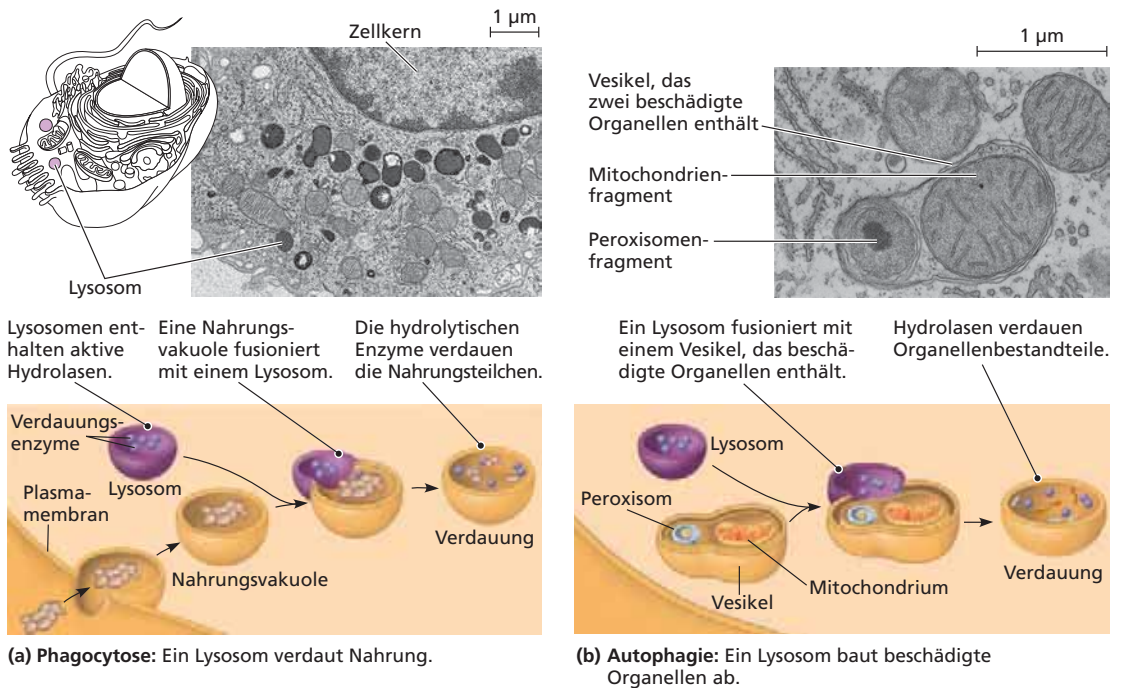 1 µm
Zellkern
Lysosom
Lysosomen ent-
halten aktive
Hydrolasen.
Eine Nahrungs-
vakuole fusioniert
mit einem Lysosom.
Die hydrolytischen
Enzyme verdauen
die Nahrungsteilchen.
Verdauungs-
enzyme
Lysosom
Plasma-
membran
Nahrungsvakuole
Verdauung
(a) Phagocytose: Ein Lysosom verdaut Nahrung.
1 µm
Vesikel, das
zwei beschädigte
Organellen enthält
Mitochondrien-
fragment
Peroxisomen-
fragment
Ein Lysosom fusioniert mit
einem Vesikel, das beschä-
digte Organellen enthält.
Hydrolasen verdauen
Organellenbestandteile.
Lysosom
Peroxisom
Mitochondrium
Vesikel
Verdauung
(b) Autophagie: Ein Lysosom baut beschädigte
Organellen ab.